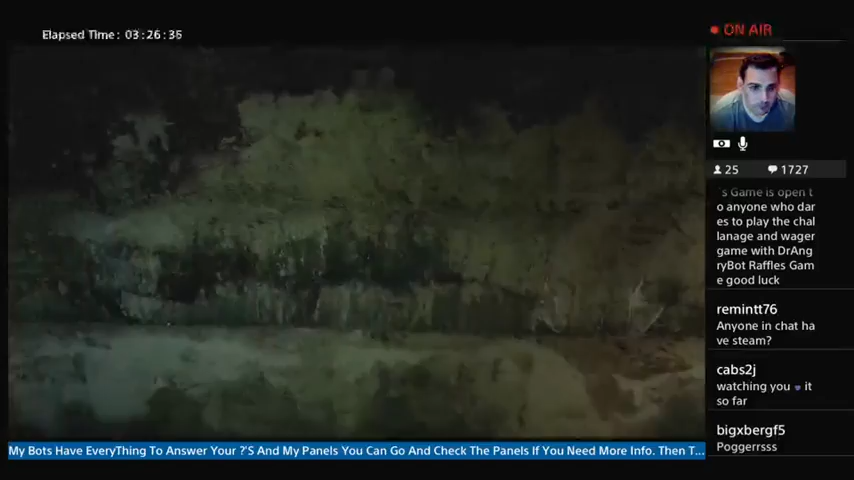 Elapsed Time: 03:26:35
ON AIR
25 1727
's Game is open t
o anyone who dar
es to play the chal
lanage and wager
game with DrAng
ryBot Raffles Gam
e good luck
remintt76
Anyone in chat ha
ve steam?
cabs2j
watching you it
so far
bigxbergf5
Poggerrsss
My Bots Have EveryThing To Answer Your ?'S And My Panels You Can Go And Check The Panels If You Need More Info. Then T...